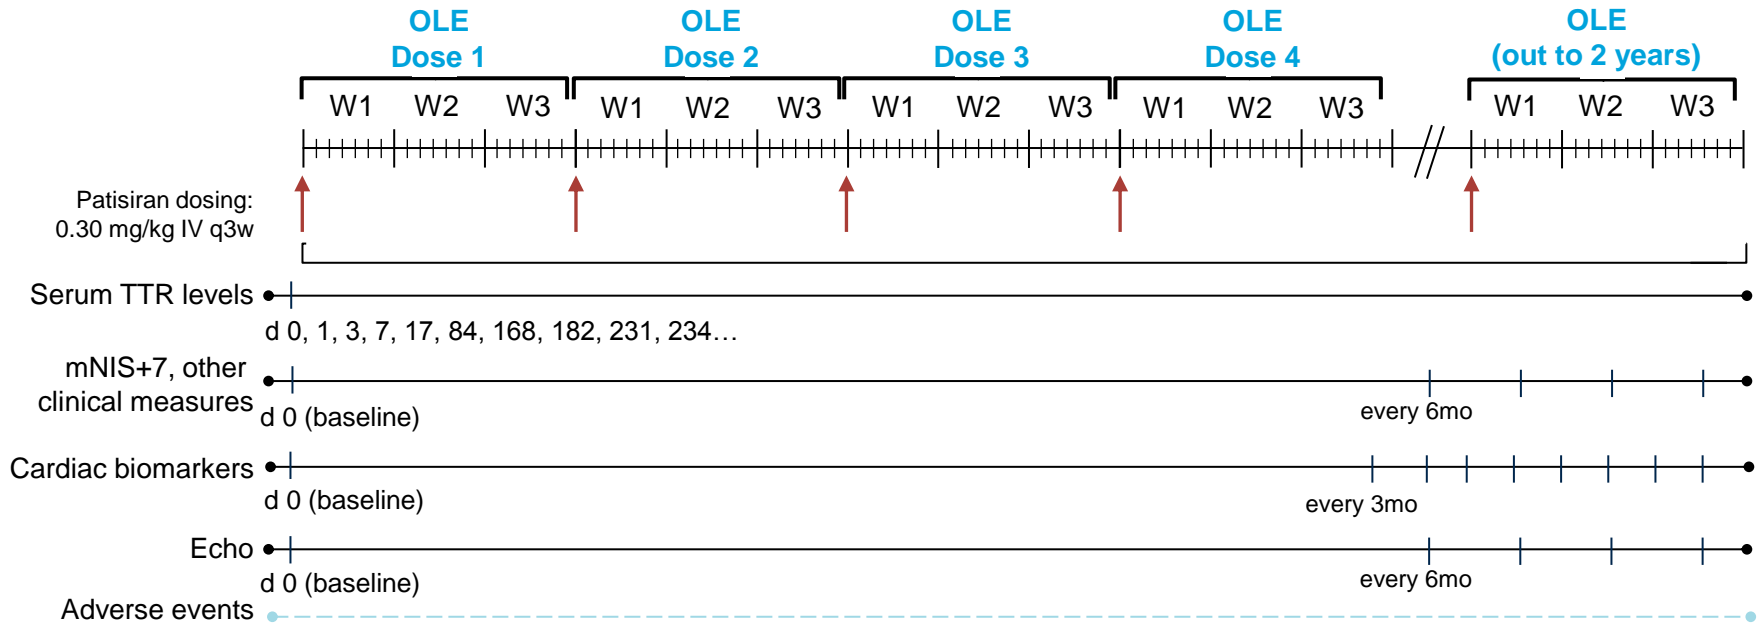 OLE
Dose 1
OLE
Dose 2
OLE
Dose 3
OLE
Dose 4
OLE
(out to 2 years)
W1 W2 W3 W1 W2 W3 W1 W2 W3 W1 W2 W3 W1 W2 W3
Patisiran dosing:
0.30 mg/kg IV q3w
Serum TTR levels
d 0, 1, 3, 7, 17, 84, 168, 182, 231, 234…
mNIS+7, other
clinical measures
d 0 (baseline)
every 6mo
Cardiac biomarkers
d 0 (baseline)
every 3mo
Echo
d 0 (baseline)
every 6mo
Adverse events